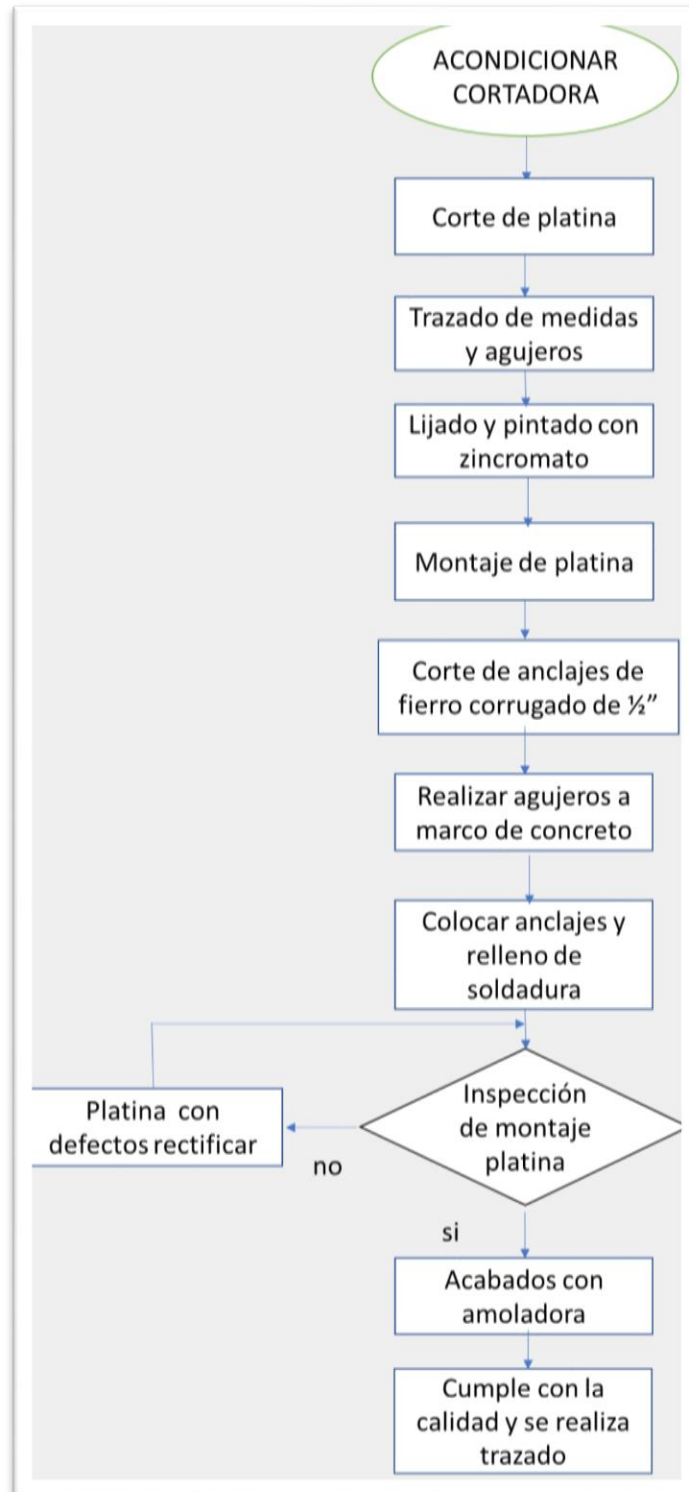 ACONDICIONAR
CORTADORA
Corte de platina
Trazado de medidas
y agujeros
Lijado y pintado con
zincromato
Montaje de platina
Corte de anclajes de
fierro corrugado de ½”
Realizar agujeros a
marco de concreto
Colocar anclajes y
relleno de
soldadura
Inspección
de montaje
platina
no
Platina con
defectos rectificar
si
Acabados con
amoladora
Cumple con la
calidad y se realiza
trazado